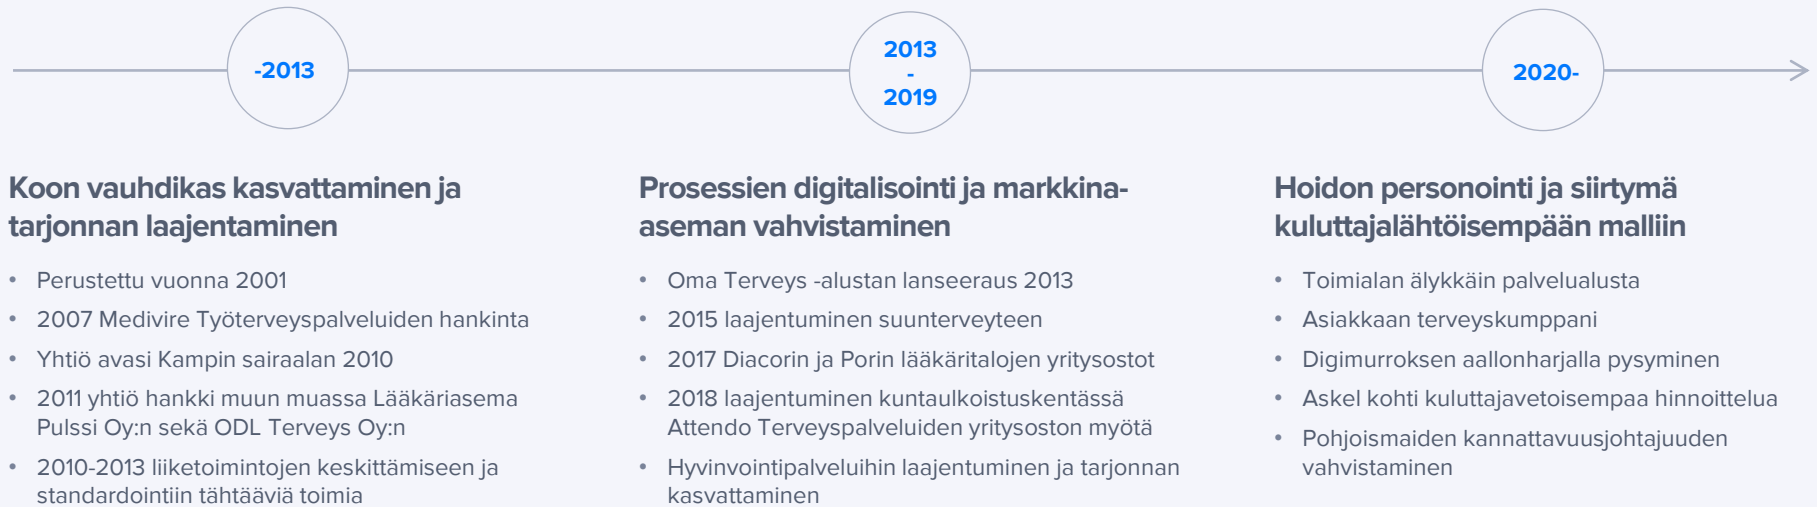 -2013
2013
-
2019
2020-
Koon vauhdikas kasvattaminen ja
tarjonnan laajentaminen
• Perustettu vuonna 2001
• 2007 Medivire Työterveyspalveluiden hankinta
• Yhtiö avasi Kampin sairaalan 2010
• 2011 yhtiö hankki muun muassa Lääkäriasema
Pulssi Oy:n sekä ODL Terveys Oy:n
• 2010-2013 liiketoimintojen keskittämiseen ja
standardointiin tähtääviä toimia
Prosessien digitalisointi ja markkina-
aseman vahvistaminen
• Oma Terveys -alustan lanseeraus 2013
• 2015 laajentuminen suunterveyteen
• 2017 Diacorin ja Porin lääkäritalojen yritysostot
• 2018 laajentuminen kuntaulkoistuskentässä
Attendo Terveyspalveluiden yritysoston myötä
• Hyvinvointipalveluihin laajentuminen ja tarjonnan
kasvattaminen
Hoidon personointi ja siirtymä
kuluttajalähtöisempään malliin
• Toimialan älykkäin palvelualusta
• Asiakkaan terveyskumppani
• Digimurroksen aallonharjalla pysyminen
• Askel kohti kuluttajavetoisempaa hinnoittelua
• Pohjoismaiden kannattavuusjohtajuuden
vahvistaminen